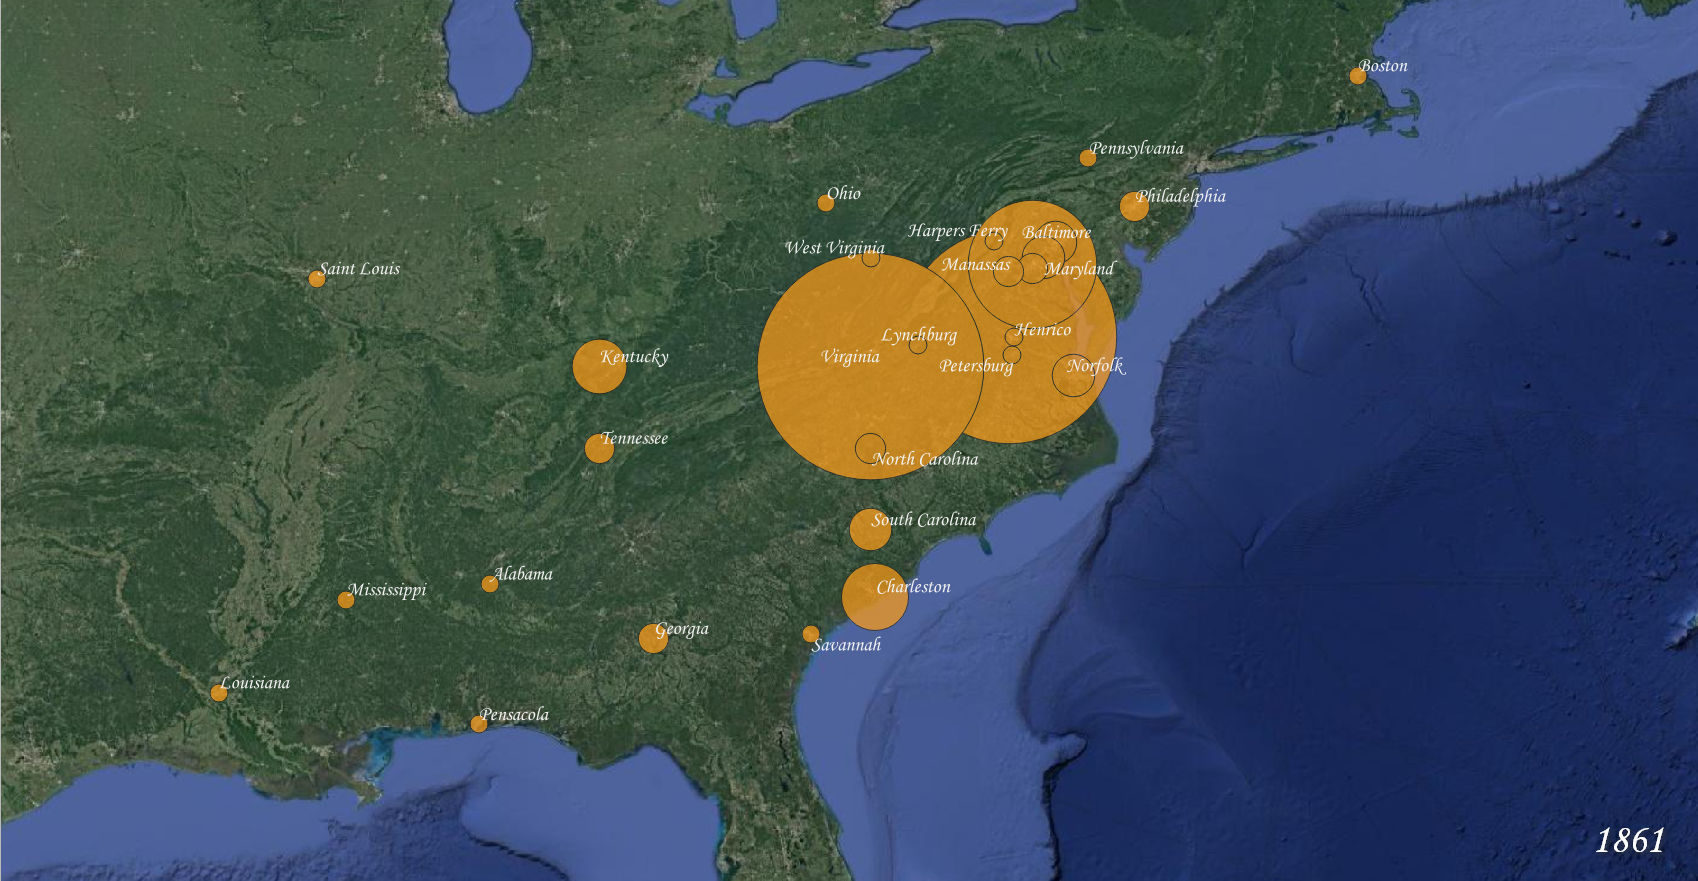 Boston
Pennsylvania
Ohio
Philadelphia
Harpers Ferry
Baltimore
West Virginia
Manassas
Maryland
Saint Louis
Henrico
Lynchburg
Virginia
Kentucky
Petersburg
Norfolk
Tennessee
North Carolina
South Carolina
Alabama
Mississippi
Charleston
Georgia
Savannah
Louisiana
Pensacola
1861